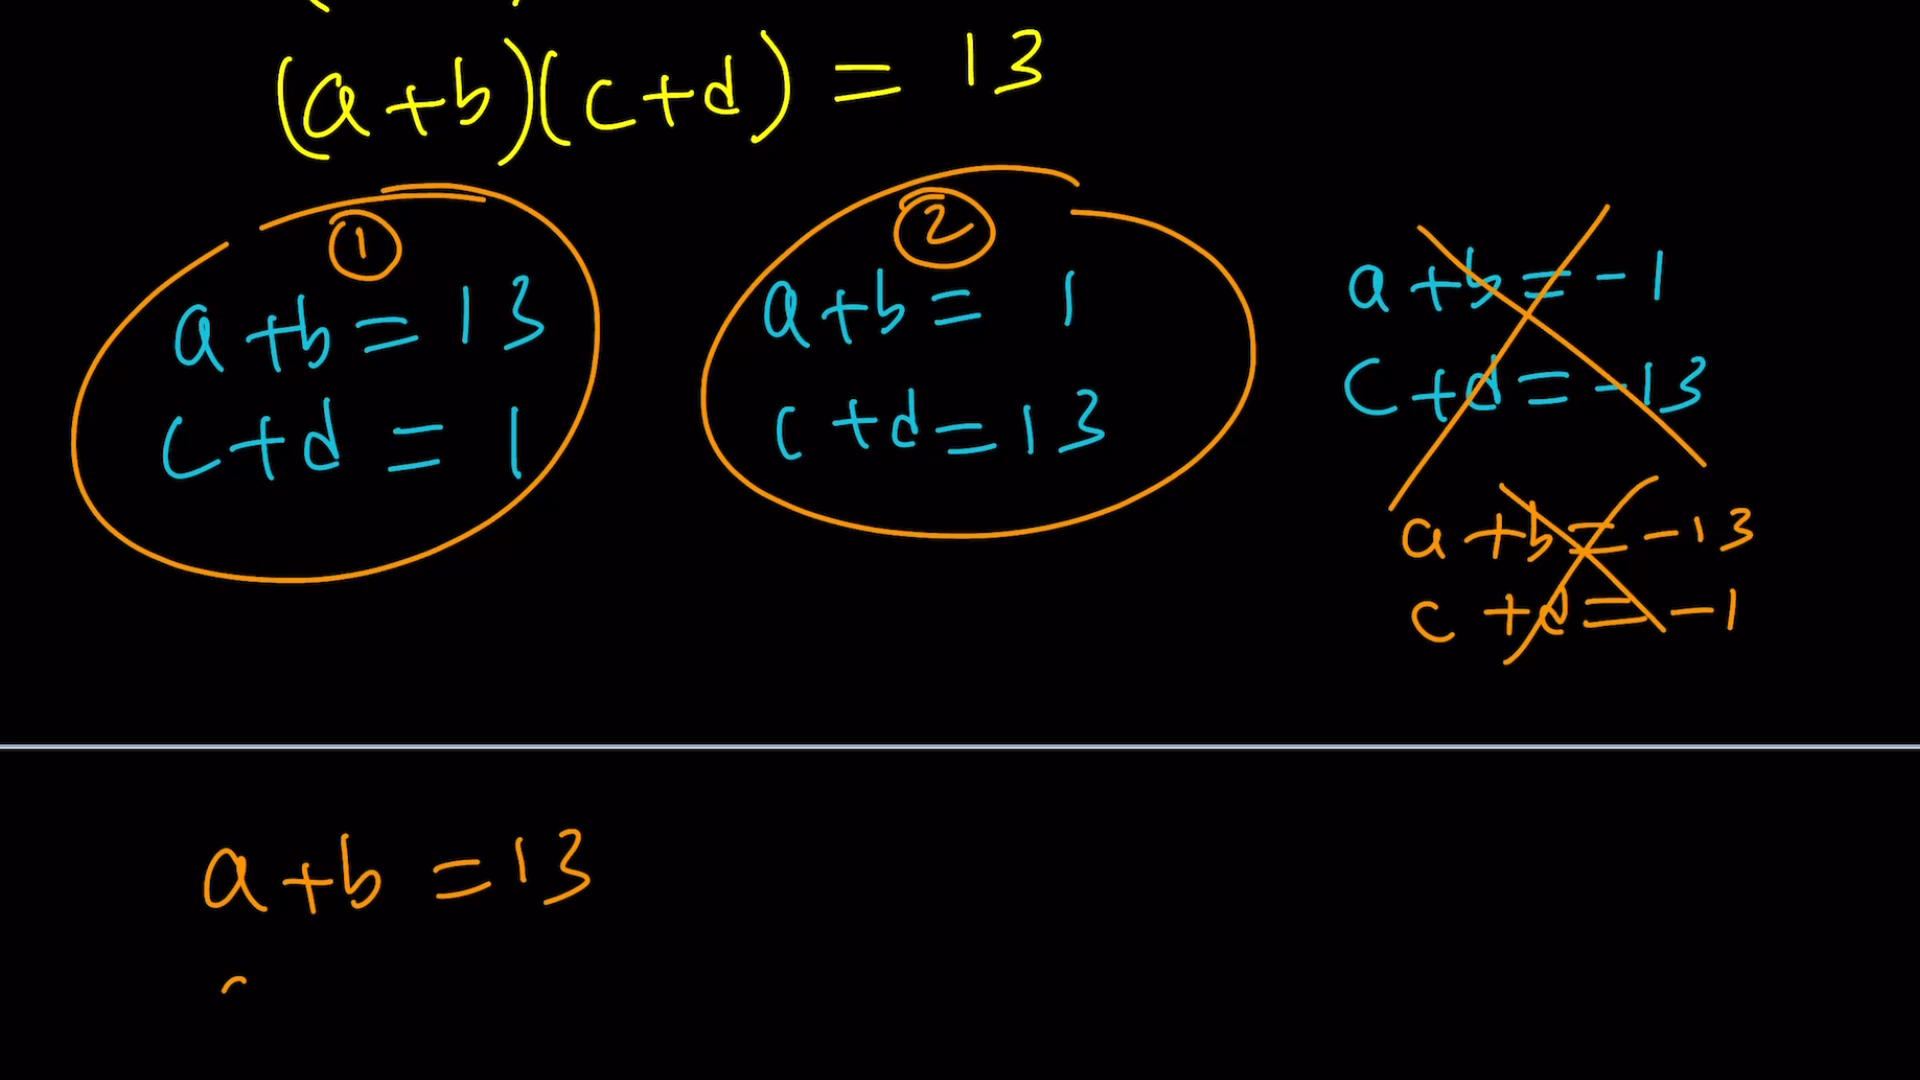 (a+b)(c+d) = 13
1
a+b=13
c+d = 1
2
a+b= 1
c+d=13
a+b=-1
c+d=-13
a+b=-13
c+d=-1
a+b =13